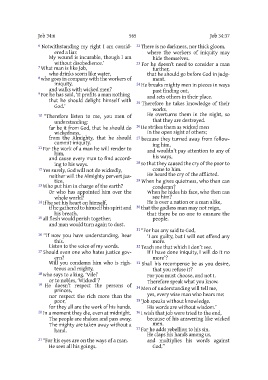 Job 34:6
565
Job 34:37
6 Notwithstanding my right I am considered a liar.
My wound is incurable, though I am without disobedience.'
7 What man is like Job,
who drinks scorn like water,
8 who goes in company with the workers of iniquity,
and walks with wicked men?
9 For he has said, 'It profits a man nothing
that he should delight himself with God.'
10 "Therefore listen to me, you men of understanding:
far be it from God, that he should do wickedness,
from the Almighty, that he should commit iniquity.
11 For the work of a man he will render to him,
and cause every man to find according to his ways.
12 Yes surely, God will not do wickedly,
neither will the Almighty pervert justice.
13 Who put him in charge of the earth?
Or who has appointed him over the whole world?
14 If he set his heart on himself,
if he gathered to himself his spirit and his breath,
15 all flesh would perish together,
and man would turn again to dust.
16 "If now you have understanding, hear this.
Listen to the voice of my words.
17 Should even one who hates justice govern?
Will you condemn him who is righteous and mighty,
18 who says to a king, 'Vile!'
or to nobles, 'Wicked!'?
19 He doesn't respect the persons of princes,
nor respect the rich more than the poor,
for they all are the work of his hands.
20 In a moment they die, even at midnight.
The people are shaken and pass away.
The mighty are taken away without a hand.
21 "For his eyes are on the ways of a man.
He sees all his goings.
22 There is no darkness, nor thick gloom,
where the workers of iniquity may hide themselves.
23 For he doesn't need to consider a man further,
that he should go before God in judgment.
24 He breaks mighty men in pieces in ways past finding out,
and sets others in their place.
25 Therefore he takes knowledge of their works.
He overturns them in the night, so that they are destroyed.
26 He strikes them as wicked men
in the open sight of others;
27 because they turned away from following him,
and wouldn't pay attention to any of his ways,
28 so that they caused the cry of the poor to come to him.
He heard the cry of the afflicted.
29 When he gives quietness, who then can condemn?
When he hides his face, who then can see him?
He is over a nation or a man alike,
30 that the godless man may not reign,
that there be no one to ensnare the people.
31 "For has any said to God,
'I am guilty, but I will not offend any more.
32 Teach me that which I don't see.
If I have done iniquity, I will do it no more'?
33 Shall his recompense be as you desire, that you refuse it?
For you must choose, and not I.
Therefore speak what you know.
34 Men of understanding will tell me,
yes, every wise man who hears me:
35 'Job speaks without knowledge.
His words are without wisdom.'
36 I wish that Job were tried to the end,
because of his answering like wicked men.
37 For he adds rebellion to his sin.
He claps his hands among us,
and multiplies his words against God."